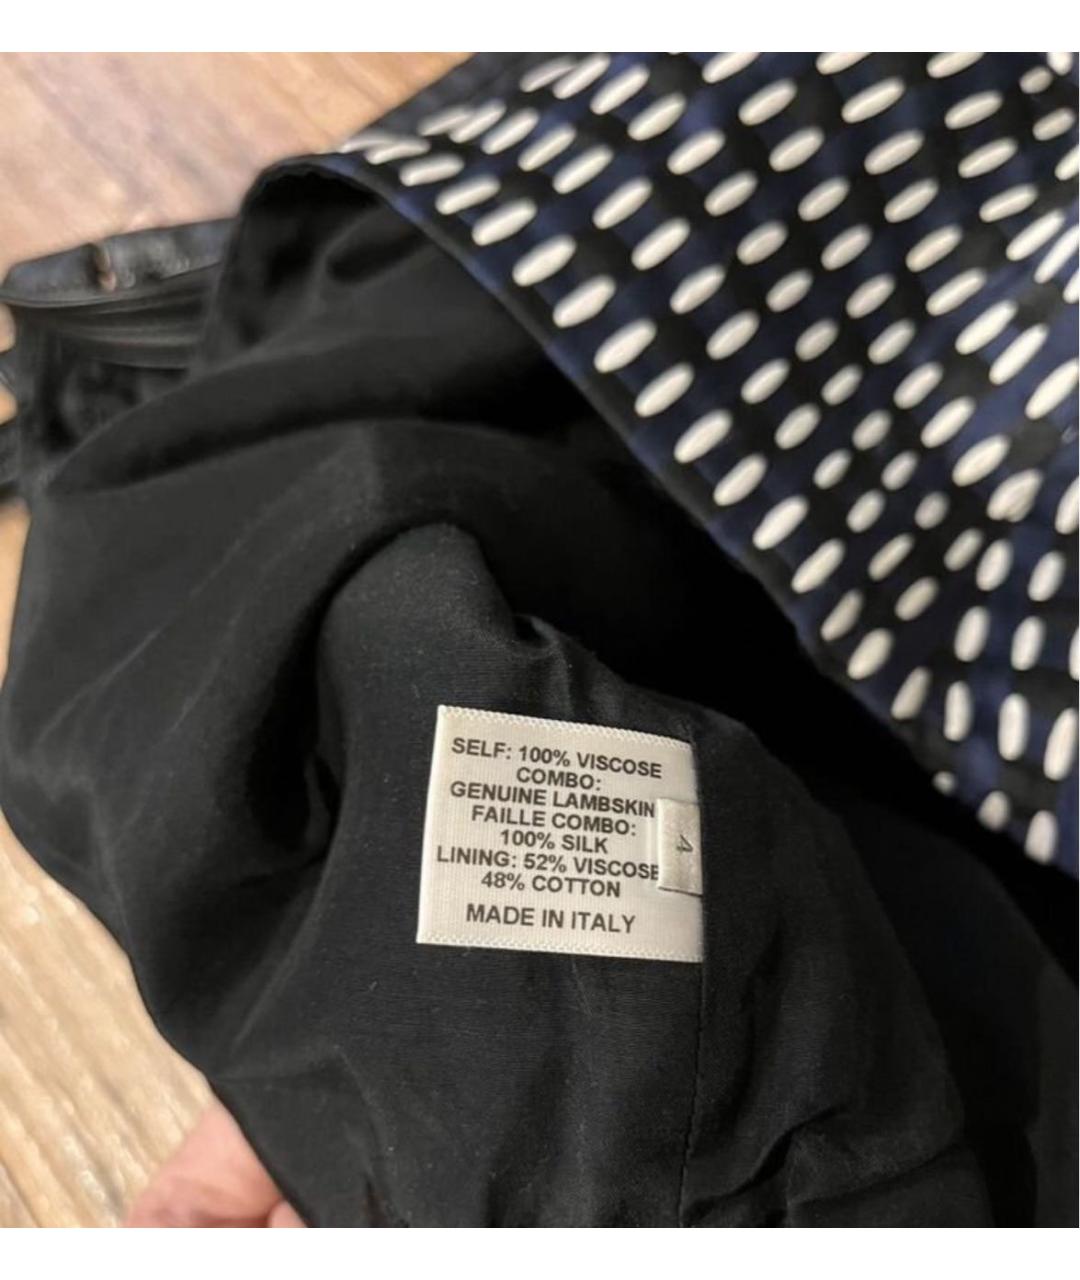 SELF: 100% VISCOSE
COMBO:
GENUINE LAMBSKIN
FAILLE COMBO:
100% SILK
LINING: 52% VISCOSE
48% COTTON
MADE IN ITALY
4